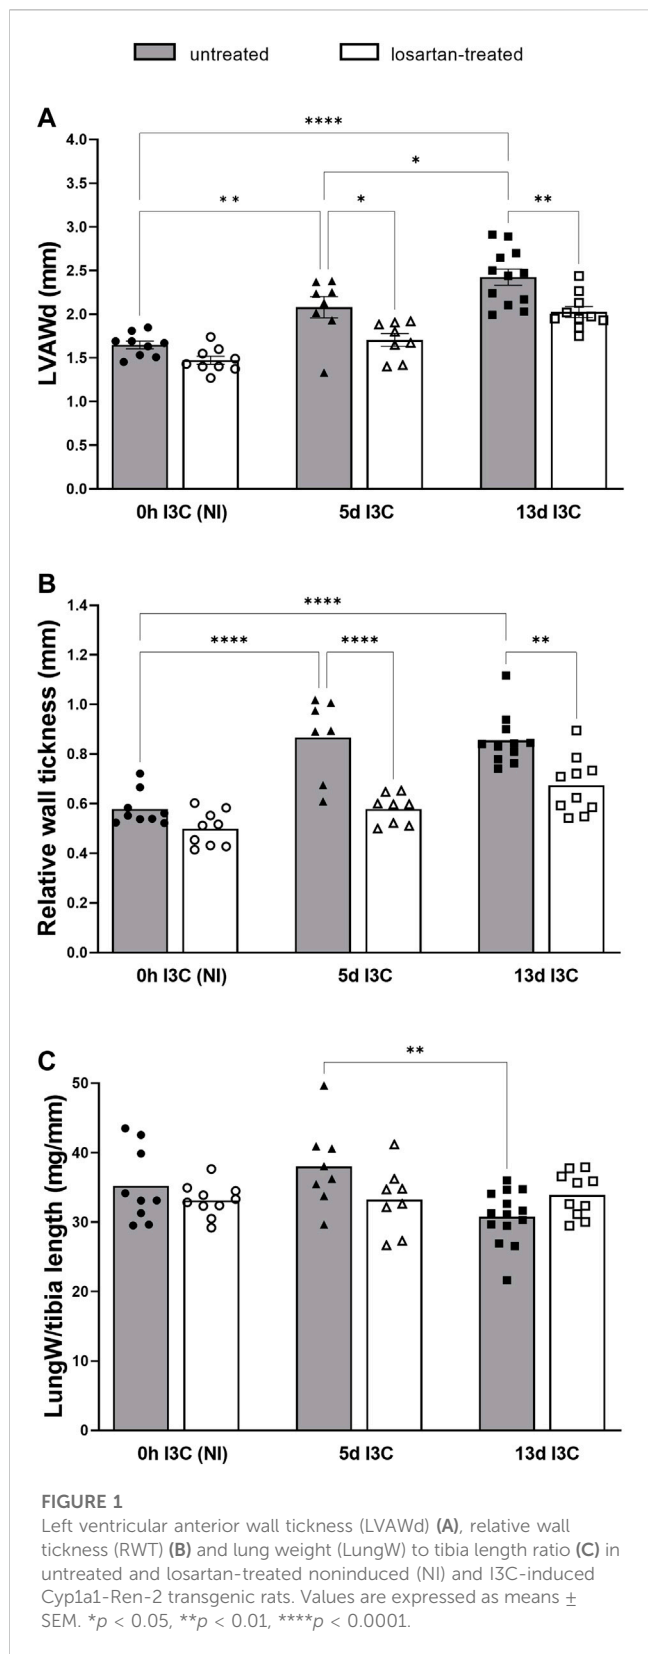 untreated losartan-treated
A
****
*
** * **
LVAWd (mm)
4.0
3.5
3.0
2.5
2.0
1.5
1.0
0.5
0.0
0h I3C (NI) 5d I3C 13d I3C
B
****
**** **** **
Relative wall tickness (mm)
1.4
1.2
1.0
0.8
0.6
0.4
0.2
0.0
0h I3C (NI) 5d I3C 13d I3C
C
**
LungW/tibia length (mg/mm)
50
40
30
20
10
0
0h I3C (NI) 5d I3C 13d I3C
FIGURE 1
Left ventricular anterior wall tickness (LVAWd) (A), relative wall
tickness (RWT) (B) and lung weight (LungW) to tibia length ratio (C) in
untreated and losartan-treated noninduced (NI) and I3C-induced
Cyp1a1-Ren-2 transgenic rats. Values are expressed as means ±
SEM. *p < 0.05, **p < 0.01, ****p < 0.0001.